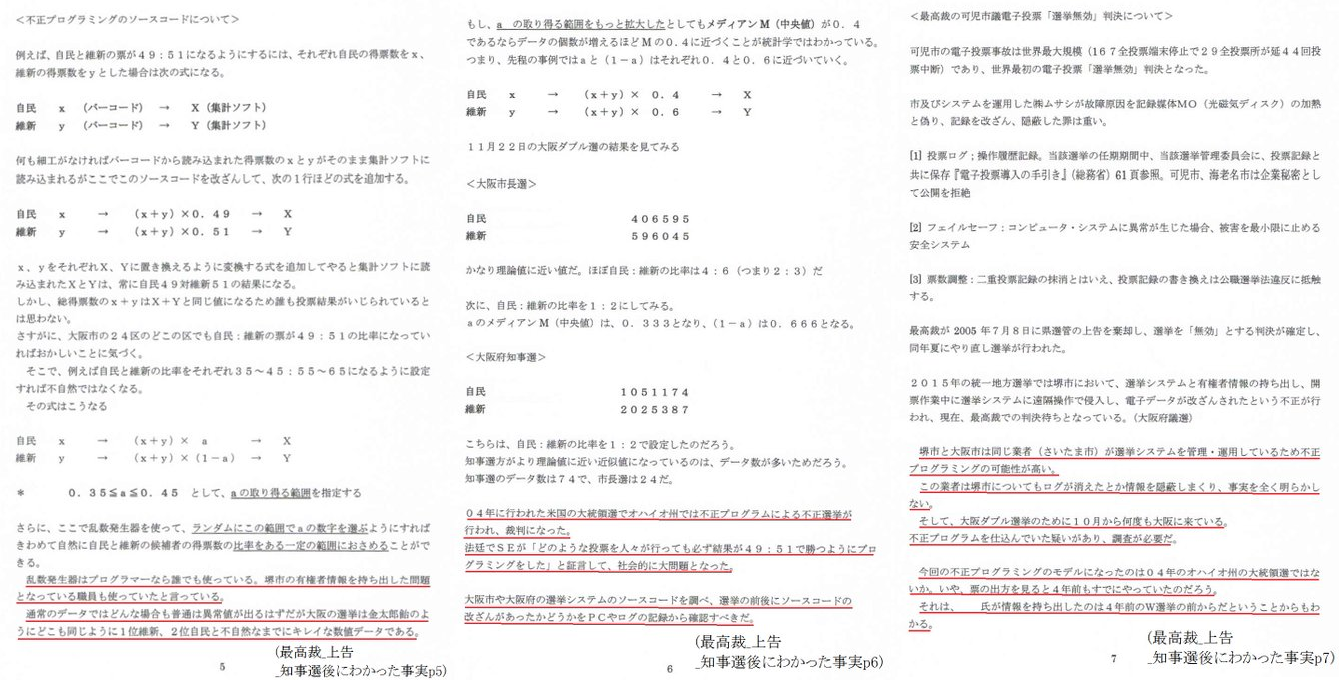 ＜不正プログラミングのソースコードについて＞
例えば、自民と維新の票が４９：５１になるようにするには、それぞれ自民の得票数をｘ、
維新の得票数をｙとした場合は次の式になる。
自民　ｘ　（バーコード）　→　Ｘ（集計ソフト）
維新　ｙ　（バーコード）　→　Ｙ（集計ソフト）
何も細工がなければバーコードから読み込まれた得票数のｘとｙがそのまま集計ソフトに
読み込まれるがここでこのソースコードを改ざんして、次の１行ほどの式を追加する。
自民　ｘ　→　（ｘ＋ｙ）×０．４９　→　Ｘ
維新　ｙ　→　（ｘ＋ｙ）×０．５１　→　Ｙ
ｘ、ｙをそれぞれＸ、Ｙに置き換えるように変換する式を追加してやると集計ソフトに読
み込まれたＸとＹは、常に自民４９対維新５１の結果になる。
しかし、総得票数のｘ＋ｙはＸ＋Ｙと同じ値になるため誰も投票結果がいじられていると
は思わない。
さすがに、大阪市の２４区のどこの区でも自民：維新の票が４９：５１の比率になってい
ればおかしいことに気づく。
　そこで、例えば自民と維新の比率をそれぞれ３５～４５：５５～６５になるように設定
すれば不自然ではなくなる。
　その式はこうなる
自民　ｘ　→　（ｘ＋ｙ）×　ａ　→　Ｘ
維新　ｙ　→　（ｘ＋ｙ）×（１－ａ）　→　Ｙ
＊　０．３５≦ａ≦０．４５　として、ａの取り得る範囲を指定する
さらに、ここで乱数発生器を使って、ランダムにこの範囲でａの数字を選ぶようにすれば
きわめて自然に自民と維新の候補者の得票数の比率をある一定の範囲におさめることがで
きる。
　乱数発生器はプログラマーなら誰でも使っている。堺市の有権者情報を持ち出した問題
となっている職員も使っていたと言っている。
　通常のデータではどんな場合も普通は異常値が出るはずだが大阪の選挙は金太郎飴のよ
うにどこも同じように１位維新、２位自民と不自然なまでにキレイな数値データである。
5
(最高裁_上告
_知事選後にわかった事実p5)
もし、ａ　の取り得る範囲をもっと拡大したとしてもメディアンＭ（中央値）が０．４
であるならデータの個数が増えるほどＭの０．４に近づくことが統計学ではわかっている。
つまり、先程の事例ではａと（１－ａ）はそれぞれ０．４と０．６に近づいていく。
自民　ｘ　→　（ｘ＋ｙ）×　０．４　→　Ｘ
維新　ｙ　→　（ｘ＋ｙ）×　０．６　→　Ｙ
１１月２２日の大阪ダブル選の結果を見てみる
＜大阪市長選＞
自民　４０６５９５
維新　５９６０４５
かなり理論値に近い値だ。ほぼ自民：維新の比率は４：６（つまり２：３）だ
次に、自民：維新の比率を１：２にしてみる。
ａのメディアンＭ（中央値）は、０．３３３となり、（１－ａ）は０．６６６となる。
＜大阪府知事選＞
自民　１０５１１７４
維新　２０２５３８７
こちらは、自民：維新の比率を１：２で設定したのだろう。
知事選方がより理論値に近い近似値になっているのは、データ数が多いためだろう。
知事選のデータ数は７４で、市長選は２４だ。
０４年に行われた米国の大統領選でオハイオ州では不正プログラムによる不正選挙が
行われ、裁判になった。
法廷でＳＥが「どのような投票を人々が行っても必ず結果が４９：５１で勝つようにプロ
グラミングをした」と証言して、社会的に大問題となった。
大阪市や大阪府の選挙システムのソースコードを調べ、選挙の前後にソースコードの
改ざんがあったかどうかをＰＣやログの記録から確認すべきだ。
6
(最高裁_上告
_知事選後にわかった事実p6)
＜最高裁の可児市議電子投票「選挙無効」判決について＞
可児市の電子投票事故は世界最大規模（１６７全投票端末停止で２９全投票所が延４４回投
票中断）であり、世界最初の電子投票「選挙無効」判決となった。
市及びシステムを運用した㈱ムサシが故障原因を記録媒体ＭＯ（光磁気ディスク）の加熱
と偽り、記録を改ざん、隠蔽した罪は重い。
[1] 投票ログ：操作履歴記録。当該選挙の任期期間中、当該選挙管理委員会に、投票記録と
共に保存『電子投票導入の手引き』（総務省）61 頁参照。可児市、海老名市は企業秘密とし
て公開を拒絶
[2] フェイルセーフ：コンピュータ・システムに異常が生じた場合、被害を最小限に止める
安全システム
[3] 票数調整：二重投票記録の抹消とはいえ、投票記録の書き換えは公職選挙法違反に抵触
する。
最高裁が 2005 年７月８日に県選管の上告を棄却し、選挙を「無効」とする判決が確定し、
同年夏にやり直し選挙が行われた。
２０１５年の統一地方選挙では堺市において、選挙システムと有権者情報の持ち出し、開
票作業中に選挙システムに遠隔操作で侵入し、電子データが改ざんされたという不正が行
われ、現在、最高裁での判決待ちとなっている。（大阪府議選）
　堺市と大阪市は同じ業者（さいたま市）が選挙システムを管理・運用しているため不正
プログラミングの可能性が高い。
　この業者は堺市についてもログが消えたとか情報を隠蔽しまくり、事実を全く明らかし
ない。
　そして、大阪ダブル選挙のために１０月から何度も大阪に来ている。
不正プログラムを仕込んでいた疑いがあり、調査が必要だ。
　今回の不正プログラミングのモデルになったのは０４年のオハイオ州の大統領選ではな
いか。いや、票の出方を見ると４年前もすでにやっていたのだろう。
　それは、　　氏が情報を持ち出したのは４年前のＷ選挙の前からだということからもわ
かる。
7
(最高裁_上告
_知事選後にわかった事実p7)